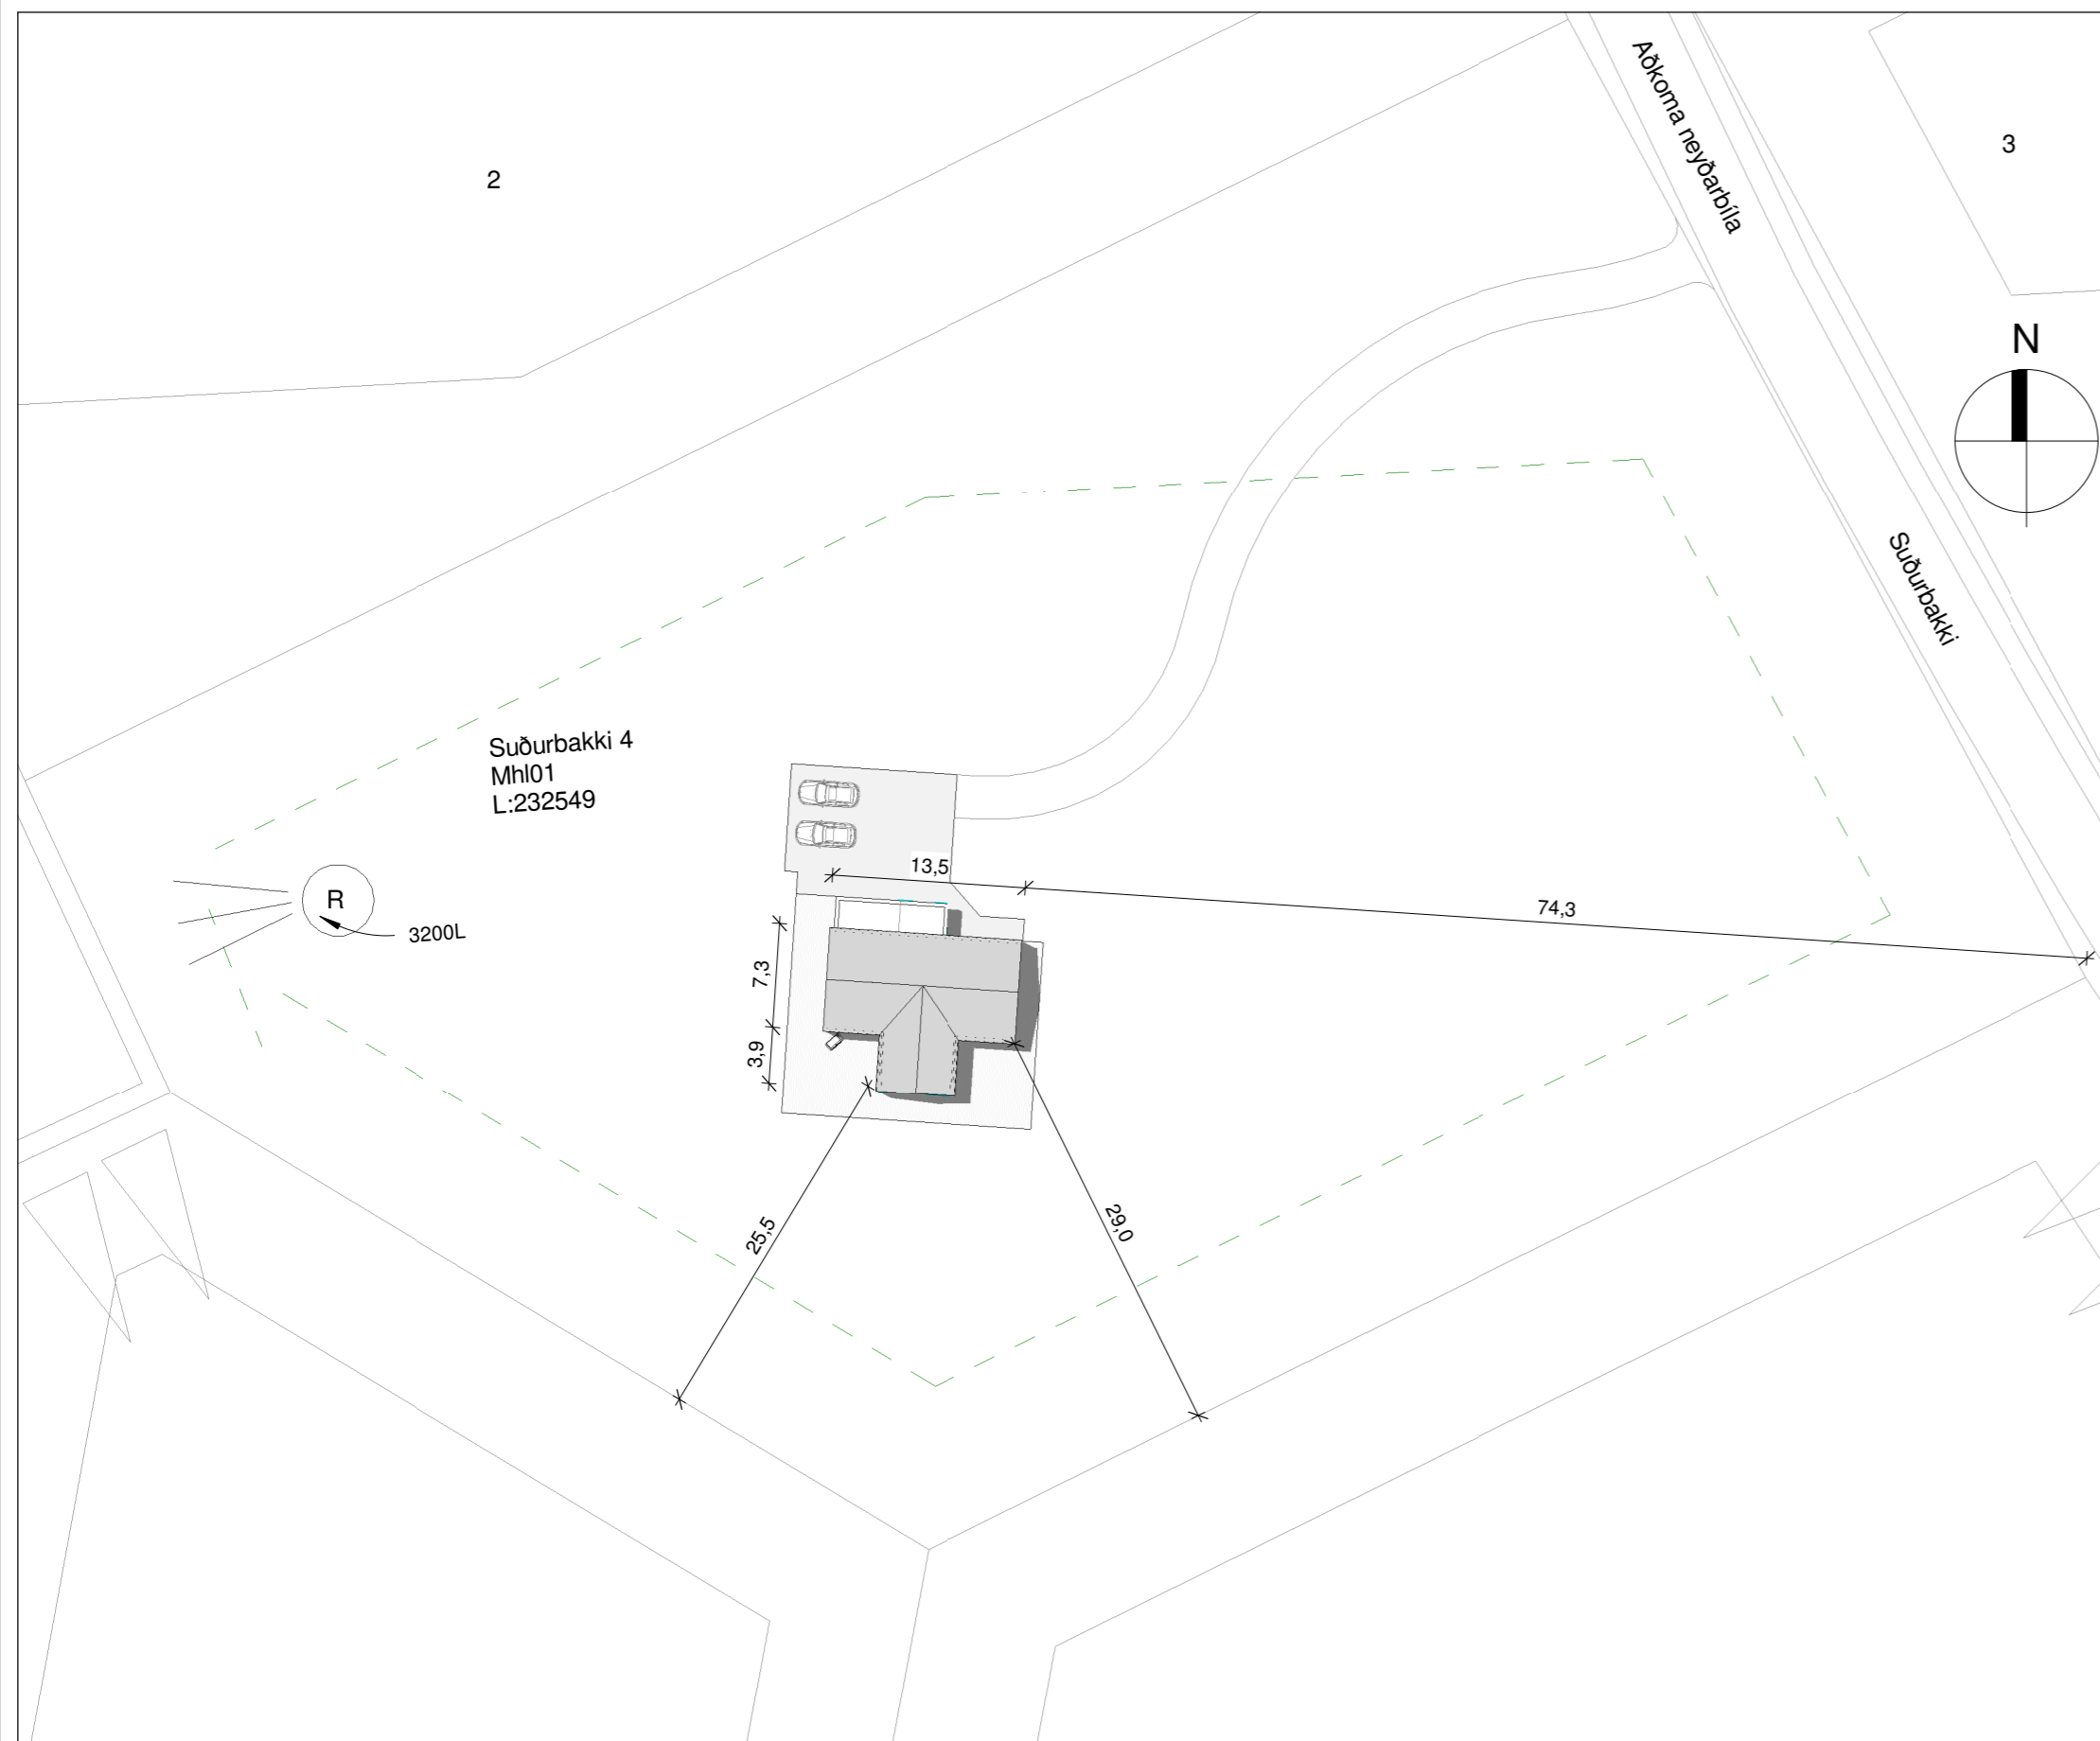 Aðkoma neyðarbíla
2
3
N
Suðurbakki
Suðurbakki 4
Mhl01
L:232549
13,5
R
74,3
3200L
7,3
3,9
25,5
29,0